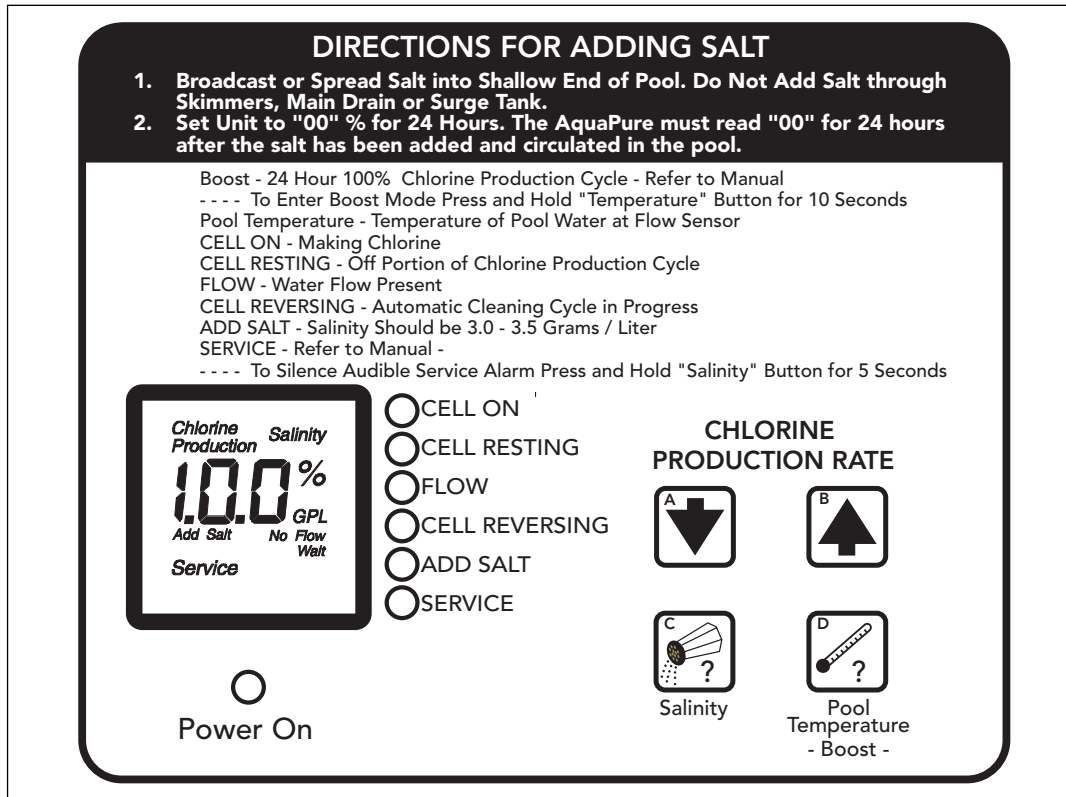 DIRECTIONS FOR ADDING SALT
1. Broadcast or Spread Salt into Shallow End of Pool. Do Not Add Salt through
Skimmers, Main Drain or Surge Tank.
2. Set Unit to "00" % for 24 Hours. The AquaPure must read "00" for 24 hours
after the salt has been added and circulated in the pool.
Boost - 24 Hour 100% Chlorine Production Cycle - Refer to Manual
- - - - To Enter Boost Mode Press and Hold "Temperature" Button for 10 Seconds
Pool Temperature - Temperature of Pool Water at Flow Sensor
CELL ON - Making Chlorine
CELL RESTING - Off Portion of Chlorine Production Cycle
FLOW - Water Flow Present
CELL REVERSING - Automatic Cleaning Cycle in Progress
ADD SALT - Salinity Should be 3.0 - 3.5 Grams / Liter
SERVICE - Refer to Manual -
- - - - To Silence Audible Service Alarm Press and Hold "Salinity" Button for 5 Seconds
Chlorine
Production Salinity
1.0.0 %
GPL
Add Salt No Flow
Wait
Service
CELL ON
CELL RESTING
FLOW
CELL REVERSING
ADD SALT
SERVICE
Power On
CHLORINE
PRODUCTION RATE
A
B
C
?
Salinity
D
?
Pool
Temperature
- Boost -